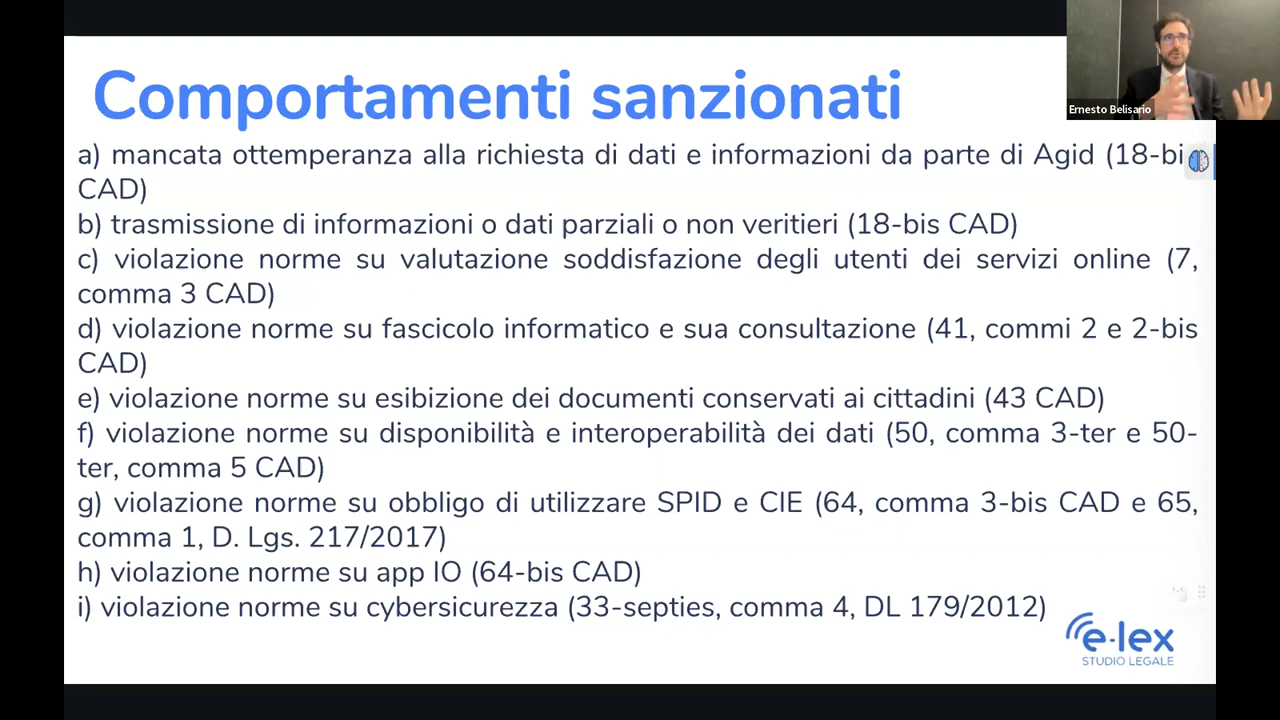 Comportamenti sanzionati
Ernesto Belisario
a) mancata ottemperanza alla richiesta di dati e informazioni da parte di Agid (18-bi
CAD)
b) trasmissione di informazioni o dati parziali o non veritieri (18-bis CAD)
c) violazione norme su valutazione soddisfazione degli utenti dei servizi online (7,
comma 3 CAD)
d) violazione norme su fascicolo informatico e sua consultazione (41, commi 2 e 2-bis
CAD)
e) violazione norme su esibizione dei documenti conservati ai cittadini (43 CAD)
f) violazione norme su disponibilità e interoperabilità dei dati (50, comma 3-ter e 50-
ter, comma 5 CAD)
g) violazione norme su obbligo di utilizzare SPID e CIE (64, comma 3-bis CAD e 65,
comma 1, D. Lgs. 217/2017)
h) violazione norme su app IO (64-bis CAD)
i) violazione norme su cybersicurezza (33-septies, comma 4, DL 179/2012)
e-lex
STUDIO LEGALE